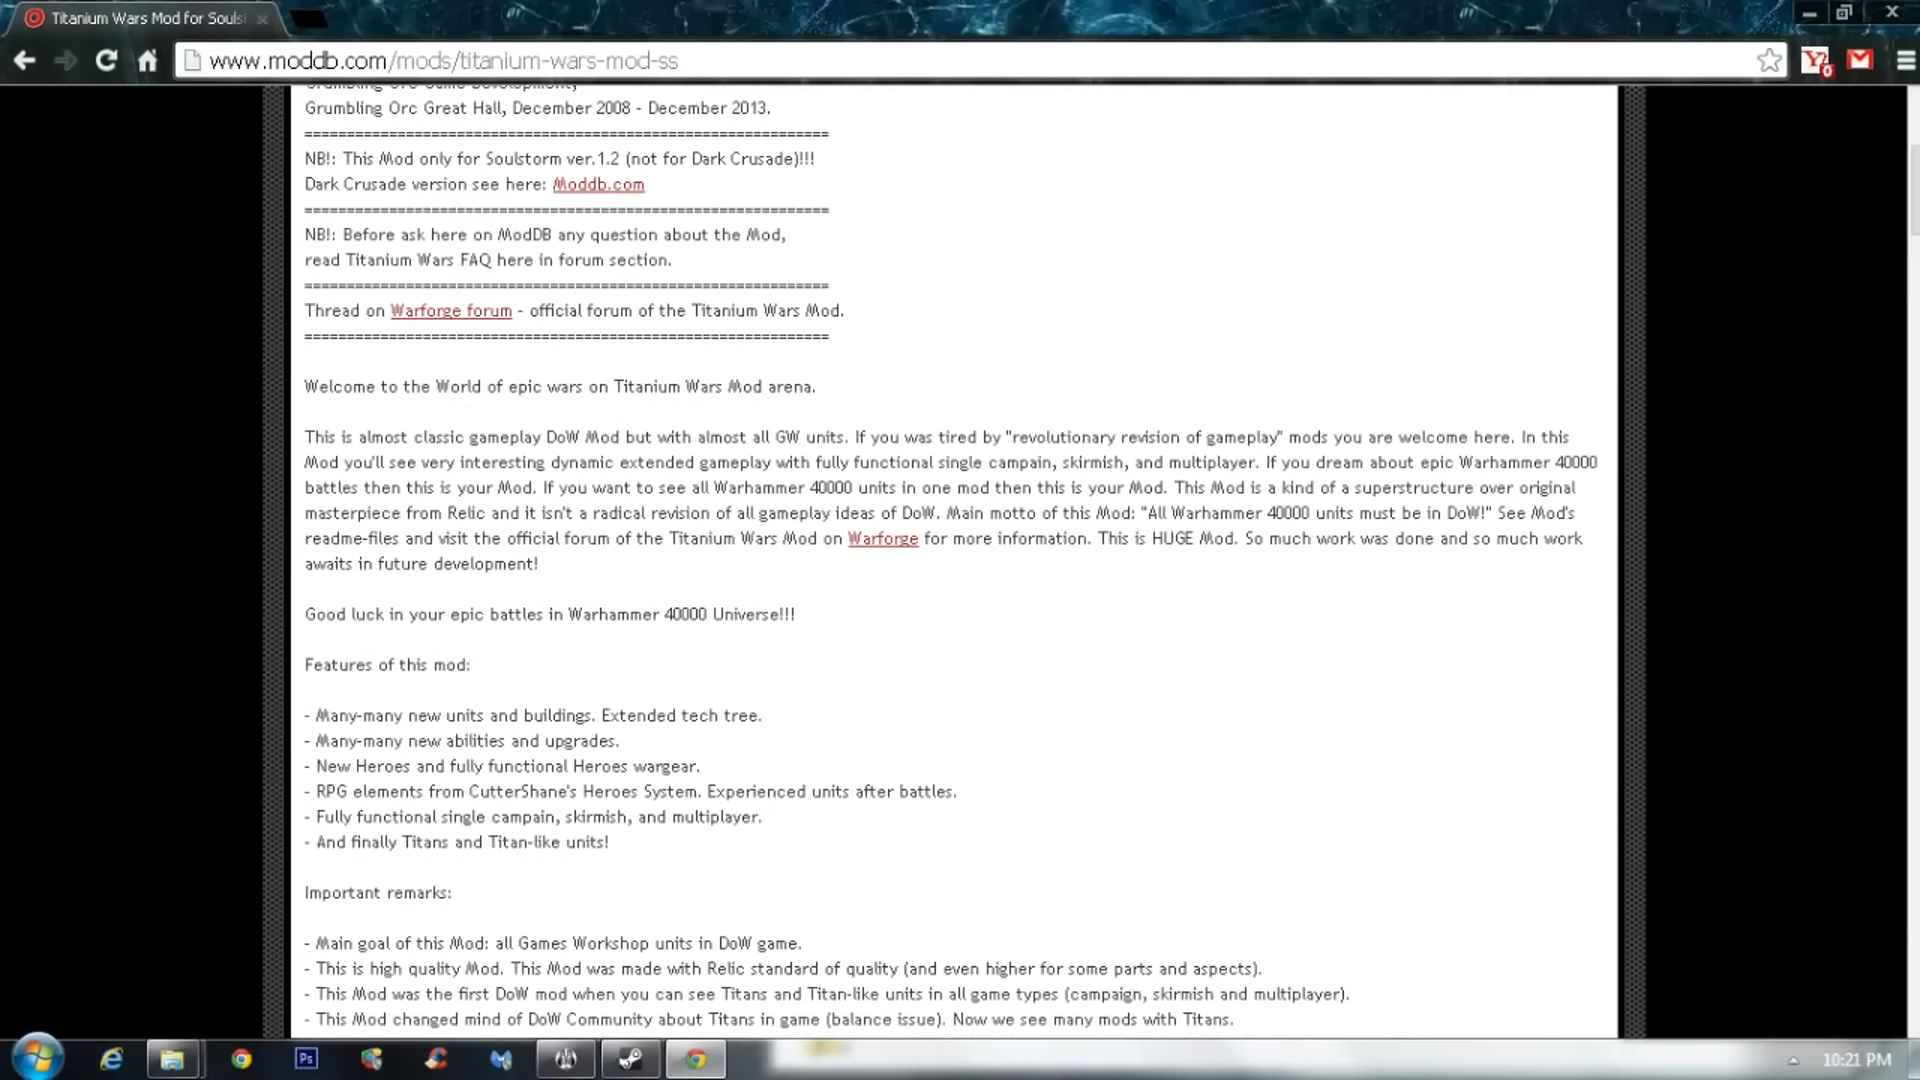 Titanium Wars Mod for Souls
www.moddb.com/mods/titanium-wars-mod-ss
Grumbling Orc Game Development,
Grumbling Orc Great Hall, December 2008 - December 2013.
==============================================================
NB!: This Mod only for Soulstorm ver.1.2 (not for Dark Crusade)!!!
Dark Crusade version see here: Moddb.com
==============================================================
NB!: Before ask here on ModDB any question about the Mod,
read Titanium Wars FAQ here in forum section.
==============================================================
Thread on Warforge forum - official forum of the Titanium Wars Mod.
==============================================================
Welcome to the World of epic wars on Titanium Wars Mod arena.
This is almost classic gameplay DoW Mod but with almost all GW units. If you was tired by "revolutionary revision of gameplay" mods you are welcome here. In this
Mod you'll see very interesting dynamic extended gameplay with fully functional single campain, skirmish, and multiplayer. If you dream about epic Warhammer 40000
battles then this is your Mod. If you want to see all Warhammer 40000 units in one mod then this is your Mod. This Mod is a kind of a superstructure over original
masterpiece from Relic and it isn't a radical revision of all gameplay ideas of DoW. Main motto of this Mod: "All Warhammer 40000 units must be in DoW!" See Mod's
readme-files and visit the official forum of the Titanium Wars Mod on Warforge for more information. This is HUGE Mod. So much work was done and so much work
awaits in future development!
Good luck in your epic battles in Warhammer 40000 Universe!!!
Features of this mod:
- Many-many new units and buildings. Extended tech tree.
- Many-many new abilities and upgrades.
- New Heroes and fully functional Heroes wargear.
- RPG elements from CutterShane's Heroes System. Experienced units after battles.
- Fully functional single campain, skirmish, and multiplayer.
- And finally Titans and Titan-like units!
Important remarks:
- Main goal of this Mod: all Games Workshop units in DoW game.
- This is high quality Mod. This Mod was made with Relic standard of quality (and even higher for some parts and aspects).
- This Mod was the first DoW mod when you can see Titans and Titan-like units in all game types (campaign, skirmish and multiplayer).
- This Mod changed mind of DoW Community about Titans in game (balance issue). Now we see many mods with Titans.
Ps
10:21 PM